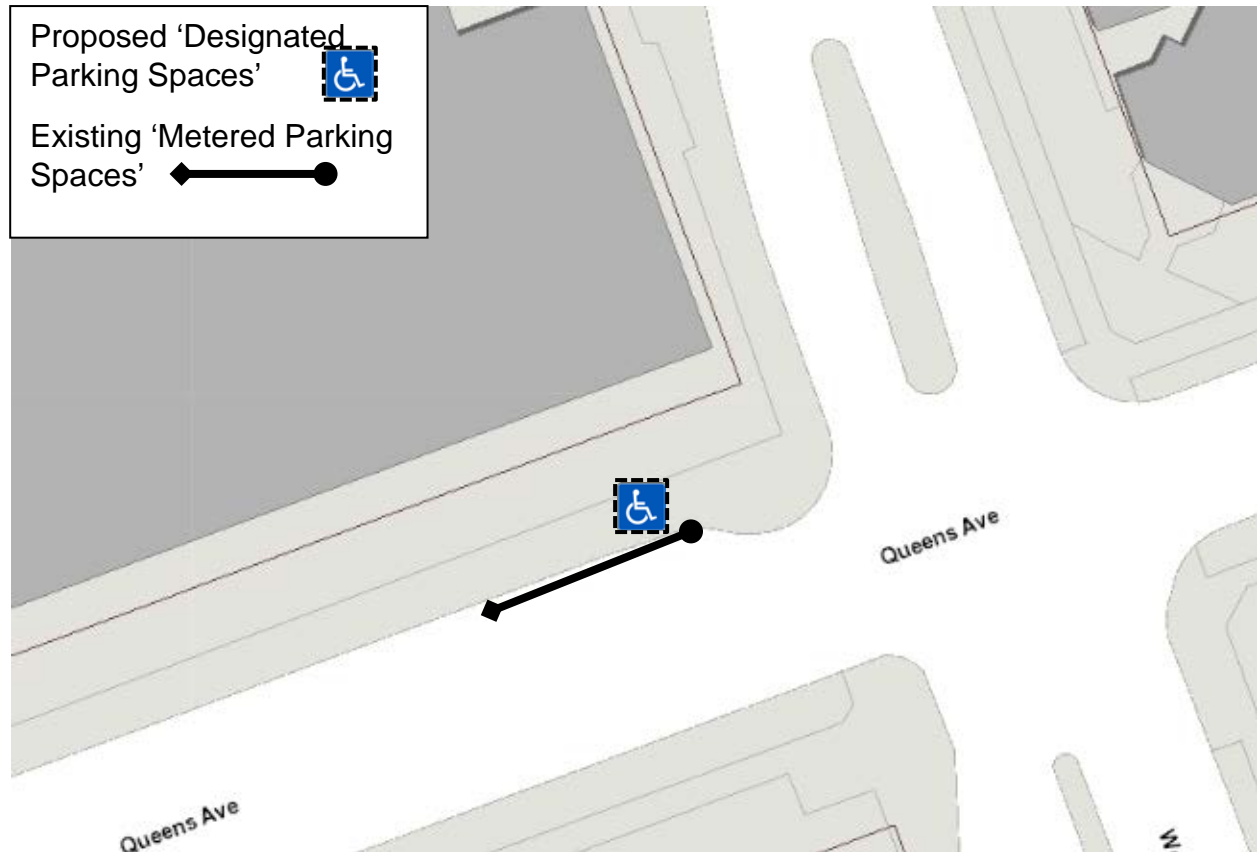 Proposed ‘Designated
Parking Spaces’
Existing ‘Metered Parking
Spaces’
Queens Ave
Queens Ave